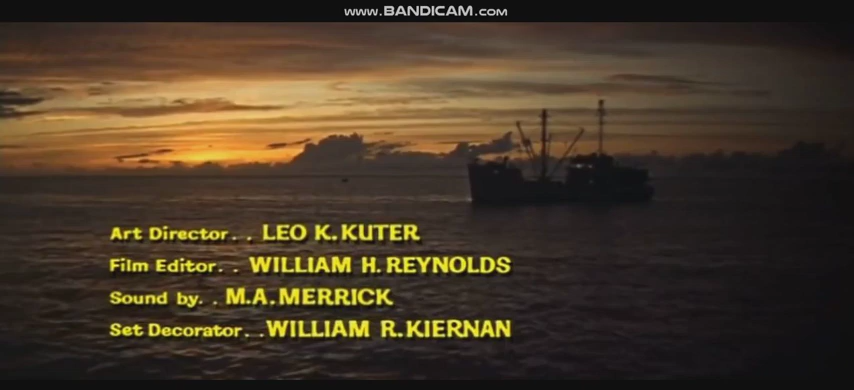 www.BANDICAM.com
Art Director. . LEO K. KUTER
Film Editor. . WILLIAM H. REYNOLDS
Sound by. . M.A. MERRICK
Set Decorator. . WILLIAM R. KIERNAN